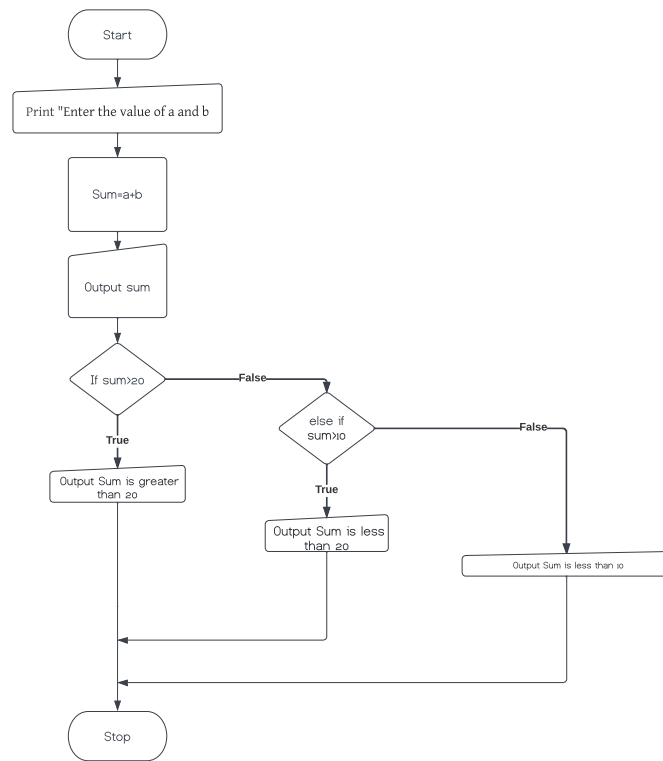 Start
Print "Enter the value of a and b
Sum=a+b
Output sum
If sum>20
False
else if
sum>10
False
True
Output Sum is greater
than 20
True
Output Sum is less
than 20
Output Sum is less than 10
Stop